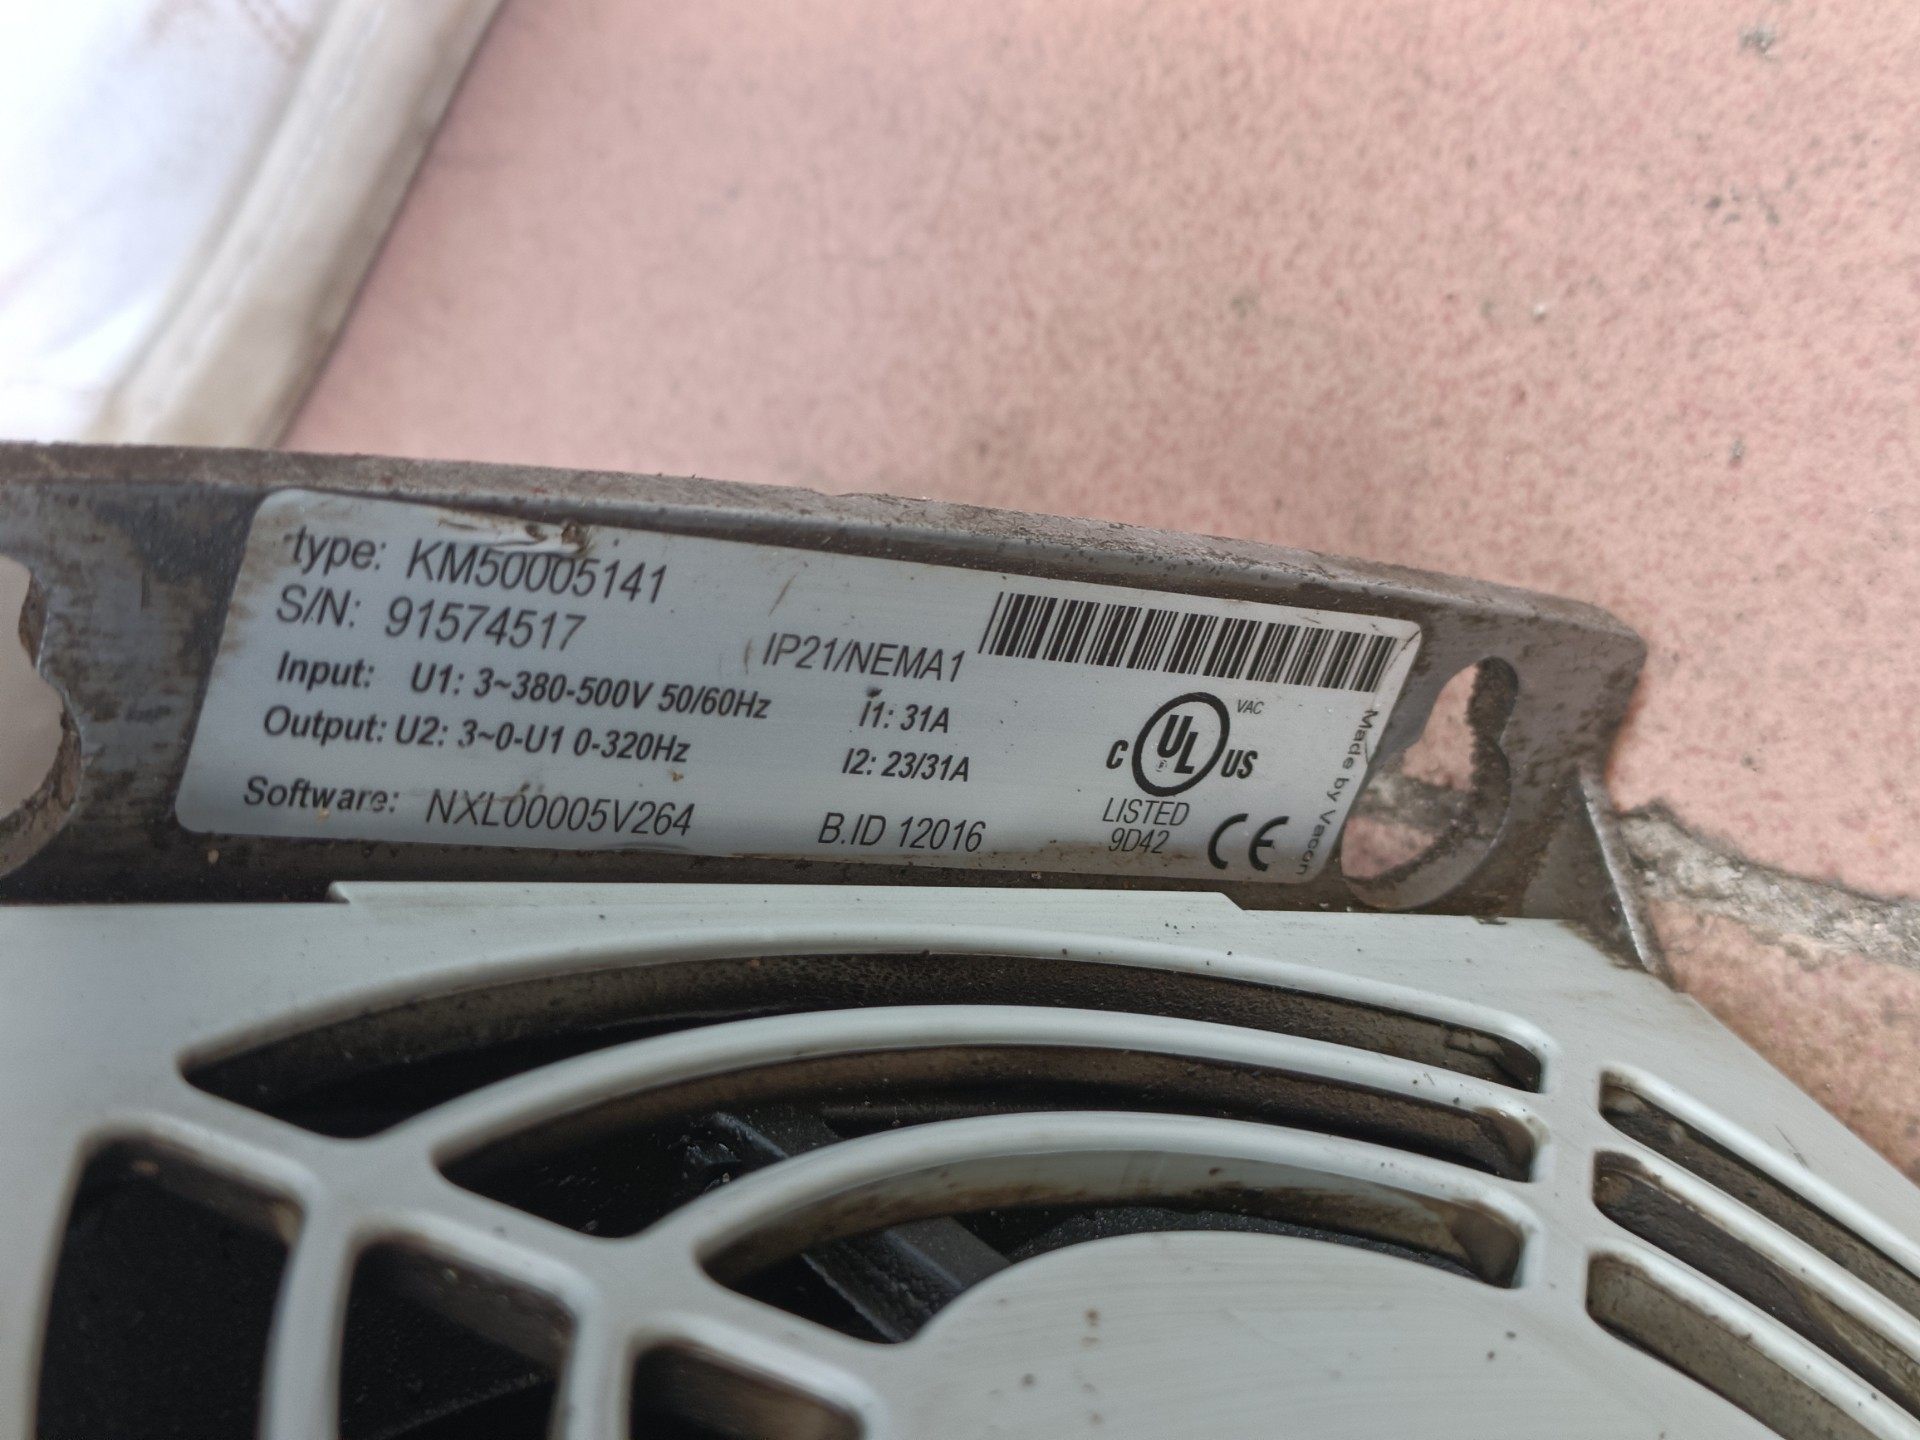 type: KM50005141
S/N: 91574517
IP21/NEMA1
Input: U1: 3~380-500V 50/60Hz I1: 31A
Output: U2: 3~0-U1 0-320Hz I2: 23/31A
Software: NXL00005V264 B.ID 12016
VAC
C UL US
LISTED
9D42
CE
Made by Vacon